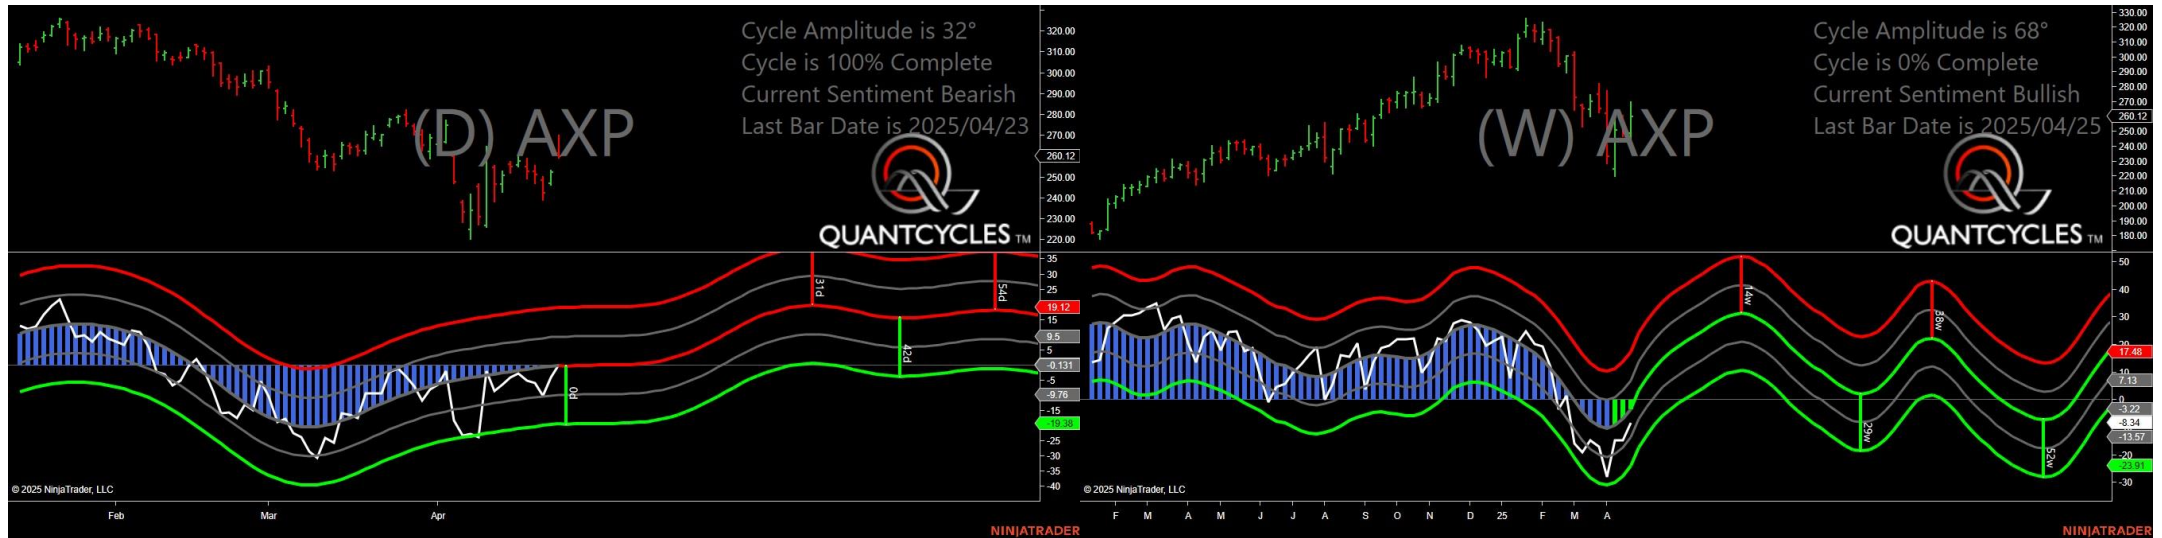 Cycle Amplitude is 32°
Cycle is 100% Complete
Current Sentiment Bearish
Last Bar Date is 2025/04/23
(D) AXP
QUANTCYCLES TM
320.00
310.00
300.00
290.00
280.00
270.00
260.12
250.00
240.00
230.00
220.00
35
30
25
19.12
15
9.5
5
-0.131
-5
-9.76
-15
-19.38
-25
-30
-35
-40
0d
31d
42d
54d
© 2025 NinjaTrader, LLC
Feb Mar Apr
NINJATRADER
Cycle Amplitude is 68°
Cycle is 0% Complete
Current Sentiment Bullish
Last Bar Date is 2025/04/25
(W) AXP
QUANTCYCLES TM
330.00
320.00
310.00
300.00
290.00
280.00
270.00
260.12
250.00
240.00
230.00
220.00
210.00
200.00
190.00
180.00
50
40
30
20
17.48
10
7.13
0
-3.22
-8.34
-13.57
-20
-23.91
-30
14w
29w
38w
52w
© 2025 NinjaTrader, LLC
F M A M J J A S O N D 25 F M A
NINJATRADER